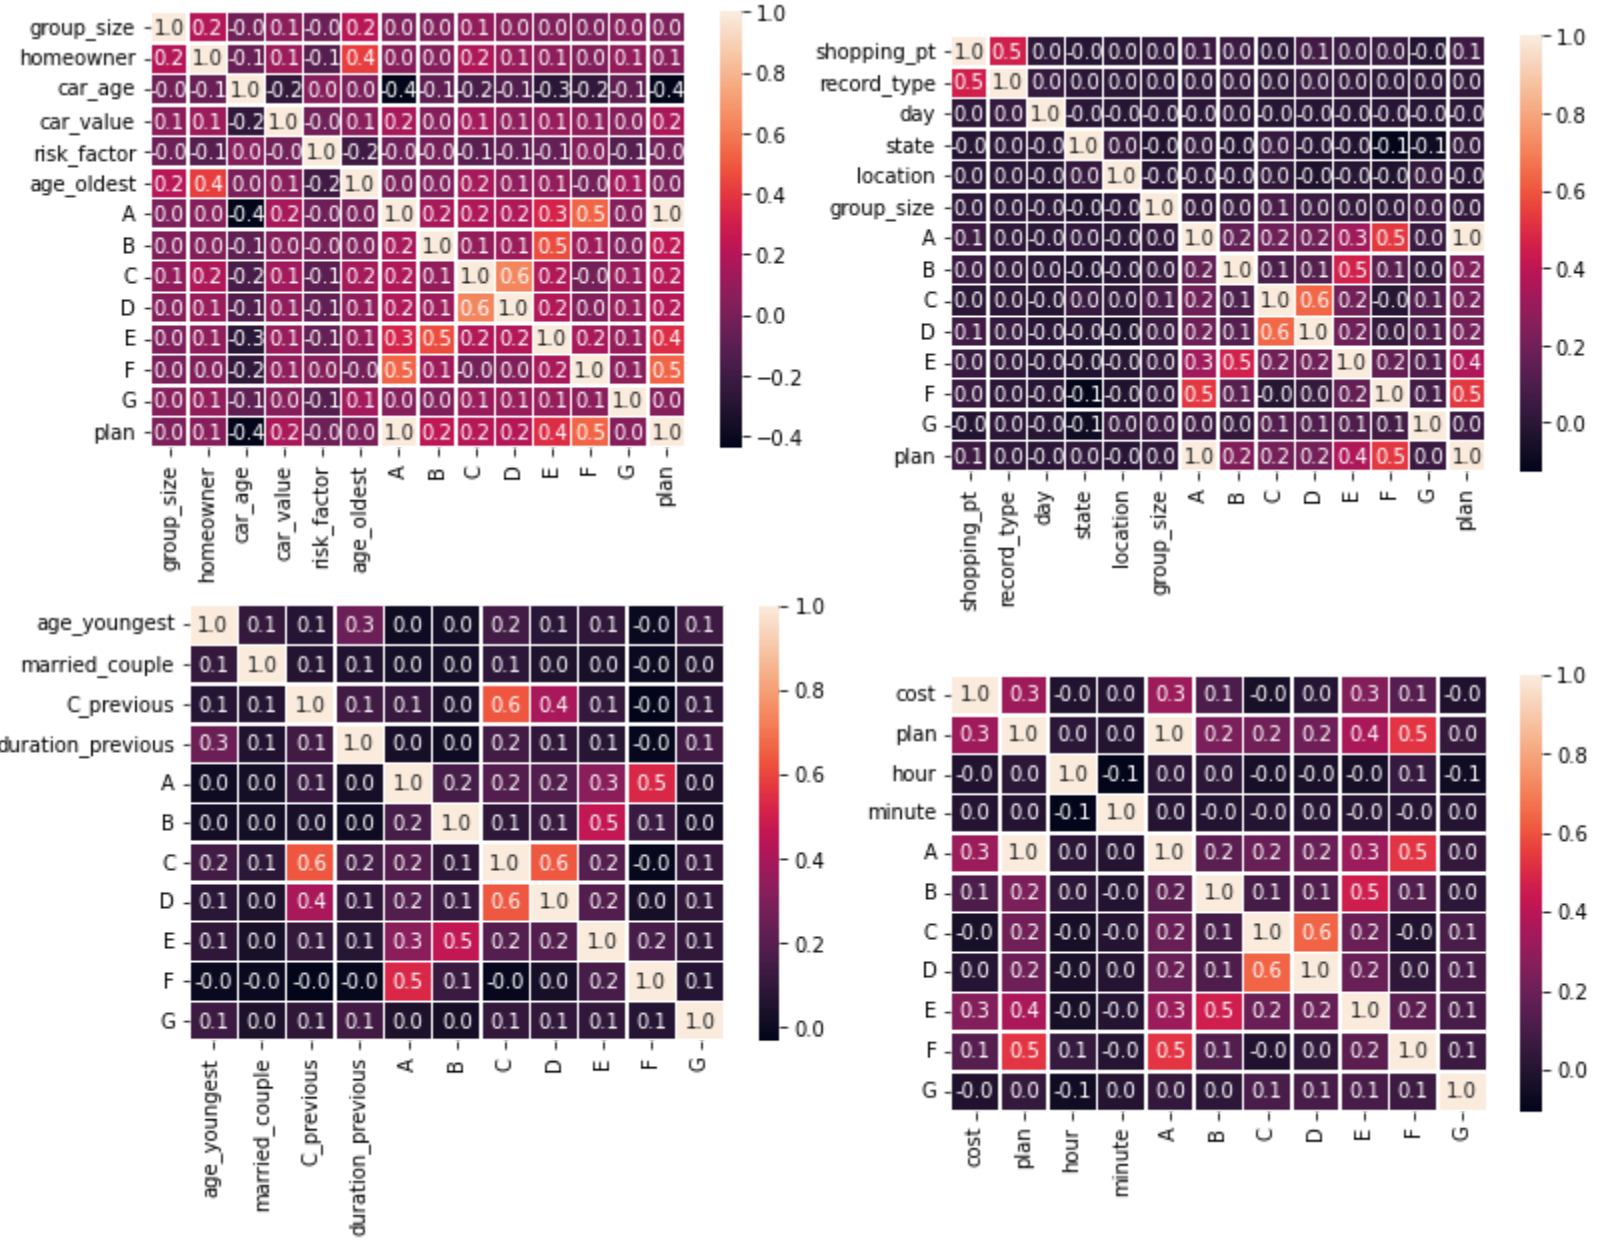 group_size 1.0 0.2 -0.0 0.1 -0.0 0.2 0.0 0.0 0.1 0.0 0.0 0.0 0.0 0.0
homeowner 0.2 1.0 -0.1 0.1 -0.1 0.4 0.0 0.0 0.2 0.1 0.1 0.0 0.1 0.1
car_age -0.0 -0.1 1.0 -0.2 0.0 0.0 -0.4 -0.1 -0.2 -0.1 -0.3 -0.2 -0.1 -0.4
car_value 0.1 0.1 -0.2 1.0 -0.0 0.1 0.2 0.0 0.1 0.1 0.1 0.1 0.0 0.2
risk_factor -0.0 -0.1 0.0 -0.0 1.0 -0.2 -0.0 -0.0 -0.1 -0.1 -0.1 0.0 -0.1 -0.0
age_oldest 0.2 0.4 0.0 0.1 -0.2 1.0 0.0 0.0 0.2 0.1 0.1 -0.0 0.1 0.0
A 0.0 0.0 -0.4 0.2 -0.0 0.0 1.0 0.2 0.2 0.2 0.3 0.5 0.0 1.0
B 0.0 0.0 -0.1 0.0 -0.0 0.0 0.2 1.0 0.1 0.1 0.5 0.1 0.0 0.2
C 0.1 0.2 -0.2 0.1 -0.1 0.2 0.2 0.1 1.0 0.6 0.2 -0.0 0.1 0.2
D 0.0 0.1 -0.1 0.1 -0.1 0.1 0.2 0.1 0.6 1.0 0.2 0.0 0.1 0.2
E 0.0 0.1 -0.3 0.1 -0.1 0.1 0.3 0.5 0.2 0.2 1.0 0.2 0.1 0.4
F 0.0 0.0 -0.2 0.1 0.0 -0.0 0.5 0.1 -0.0 0.0 0.2 1.0 0.1 0.5
G 0.0 0.1 -0.1 0.0 -0.1 0.1 0.0 0.0 0.1 0.1 0.1 0.1 1.0 0.0
plan 0.0 0.1 -0.4 0.2 -0.0 0.0 1.0 0.2 0.2 0.2 0.4 0.5 0.0 1.0
group_size homeowner car_age car_value risk_factor age_oldest A B C D E F G plan
1.0
0.8
0.6
0.4
0.2
0.0
−0.2
−0.4
shopping_pt 1.0 0.5 0.0 -0.0 0.0 0.0 0.1 0.0 0.0 0.1 0.0 0.0 -0.0 0.1
record_type 0.5 1.0 0.0 0.0 0.0 0.0 0.0 0.0 0.0 0.0 0.0 0.0 0.0 0.0
day 0.0 0.0 1.0 0.0 0.0 0.0 -0.0 -0.0 -0.0 -0.0 -0.0 -0.0 0.0 -0.0
state -0.0 0.0 0.0 1.0 0.0 -0.0 0.0 -0.0 -0.0 0.0 -0.0 -0.1 -0.1 0.0
location 0.0 0.0 0.0 0.0 1.0 -0.0 -0.0 -0.0 0.0 -0.0 -0.0 -0.0 0.0 -0.0
group_size 0.0 0.0 0.0 -0.0 -0.0 1.0 0.0 0.0 0.1 0.0 0.0 0.0 0.0 0.0
A 0.1 0.0 -0.0 0.0 -0.0 0.0 1.0 0.2 0.2 0.2 0.3 0.5 0.0 1.0
B 0.0 0.0 -0.0 -0.0 -0.0 0.0 0.2 1.0 0.1 0.1 0.5 0.1 0.0 0.2
C 0.0 0.0 -0.0 0.0 0.0 0.1 0.2 0.1 1.0 0.6 0.2 -0.0 0.1 0.2
D 0.1 0.0 -0.0 0.0 -0.0 0.0 0.2 0.1 0.6 1.0 0.2 0.0 0.1 0.2
E 0.0 0.0 -0.0 -0.0 -0.0 0.0 0.3 0.5 0.2 0.2 1.0 0.2 0.1 0.4
F 0.0 0.0 -0.0 -0.1 0.0 0.0 0.5 0.1 -0.0 0.0 0.2 1.0 0.1 0.5
G -0.0 0.0 0.0 -0.1 0.0 0.0 0.0 0.0 0.1 0.1 0.1 0.1 1.0 0.0
plan 0.1 0.0 -0.0 0.0 -0.0 0.0 1.0 0.2 0.2 0.2 0.4 0.5 0.0 1.0
shopping_pt record_type day state location group_size A B C D E F G plan
1.0
0.8
0.6
0.4
0.2
0.0
age_youngest 1.0 0.1 0.1 0.3 0.0 0.0 0.2 0.1 0.1 -0.0 0.1
married_couple 0.1 1.0 0.1 0.1 0.0 0.0 0.1 0.0 0.0 -0.0 0.0
C_previous 0.1 0.1 1.0 0.1 0.1 0.0 0.6 0.4 0.1 -0.0 0.1
duration_previous 0.3 0.1 0.1 1.0 0.0 0.0 0.2 0.1 0.1 -0.0 0.1
A 0.0 0.0 0.1 0.0 1.0 0.2 0.2 0.2 0.3 0.5 0.0
B 0.0 0.0 0.0 0.0 0.2 1.0 0.1 0.1 0.5 0.1 0.0
C 0.2 0.1 0.6 0.2 0.2 0.1 1.0 0.6 0.2 -0.0 0.1
D 0.1 0.0 0.4 0.1 0.2 0.1 0.6 1.0 0.2 0.0 0.1
E 0.1 0.0 0.1 0.1 0.3 0.5 0.2 0.2 1.0 0.2 0.1
F -0.0 -0.0 -0.0 -0.0 0.5 0.1 -0.0 0.0 0.2 1.0 0.1
G 0.1 0.0 0.1 0.1 0.0 0.0 0.1 0.1 0.1 0.1 1.0
age_youngest married_couple C_previous duration_previous A B C D E F G
1.0
0.8
0.6
0.4
0.2
0.0
cost 1.0 0.3 -0.0 0.0 0.3 0.1 -0.0 0.0 0.3 0.1 -0.0
plan 0.3 1.0 0.0 0.0 1.0 0.2 0.2 0.2 0.4 0.5 0.0
hour -0.0 0.0 1.0 -0.1 0.0 0.0 -0.0 -0.0 -0.0 0.1 -0.1
minute 0.0 0.0 -0.1 1.0 0.0 -0.0 -0.0 0.0 -0.0 -0.0 0.0
A 0.3 1.0 0.0 0.0 1.0 0.2 0.2 0.2 0.3 0.5 0.0
B 0.1 0.2 0.0 -0.0 0.2 1.0 0.1 0.1 0.5 0.1 0.0
C -0.0 0.2 -0.0 -0.0 0.2 0.1 1.0 0.6 0.2 -0.0 0.1
D 0.0 0.2 -0.0 0.0 0.2 0.1 0.6 1.0 0.2 0.0 0.1
E 0.3 0.4 -0.0 -0.0 0.3 0.5 0.2 0.2 1.0 0.2 0.1
F 0.1 0.5 0.1 -0.0 0.5 0.1 -0.0 0.0 0.2 1.0 0.1
G -0.0 0.0 -0.1 0.0 0.0 0.0 0.1 0.1 0.1 0.1 1.0
cost plan hour minute A B C D E F G
1.0
0.8
0.6
0.4
0.2
0.0